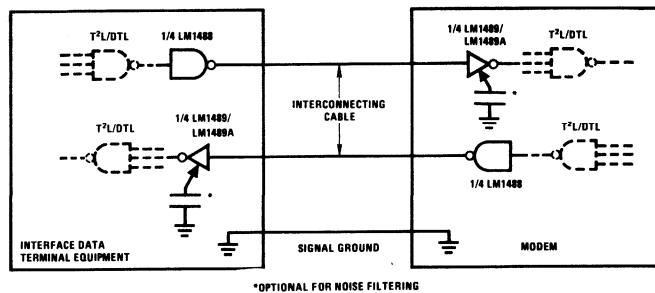 T²L/DTL
1/4 LM1488
1/4 LM1489/
LM1489A
T²L/DTL
INTERCONNECTING
CABLE
*
T²L/DTL
1/4 LM1489/
LM1489A
T²L/DTL
1/4 LM1488
*
INTERFACE DATA
TERMINAL EQUIPMENT
SIGNAL GROUND
MODEM
*OPTIONAL FOR NOISE FILTERING